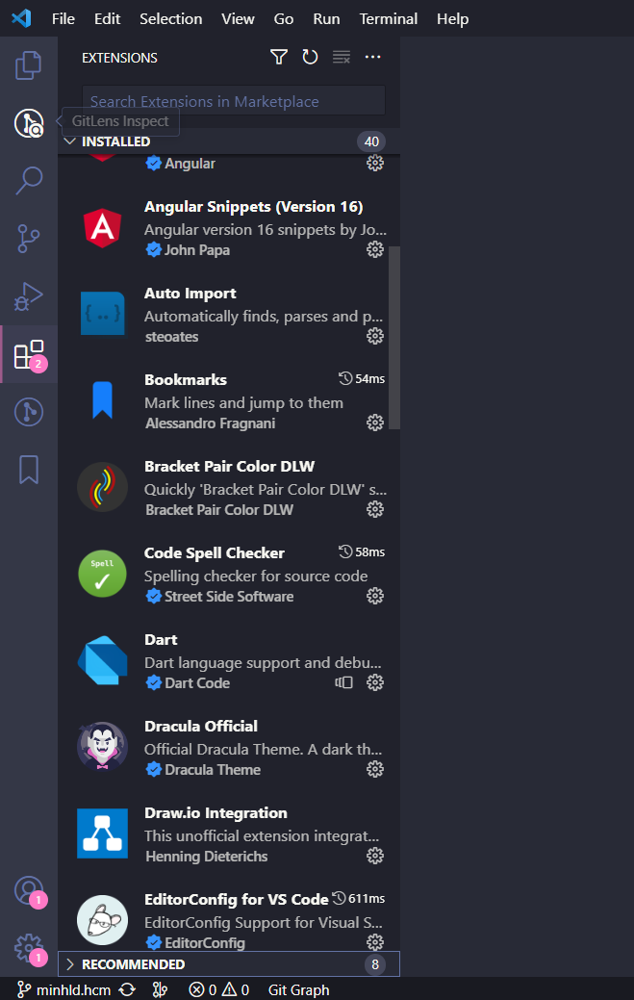 File Edit Selection View Go Run Terminal Help
EXTENSIONS
Search Extensions in Marketplace
GitLens Inspect
INSTALLED 40
Angular
Angular Snippets (Version 16)
Angular version 16 snippets by Jo...
John Papa
Auto Import
{..}
Automatically finds, parses and p...
steoates
Bookmarks 54ms
Mark lines and jump to them
Alessandro Fragnani
Bracket Pair Color DLW
Quickly 'Bracket Pair Color DLW' s...
Bracket Pair Color DLW
2
Code Spell Checker 58ms
Spell
Spelling checker for source code
Street Side Software
Dart
Dart language support and debu...
Dart Code
Dracula Official
Official Dracula Theme. A dark th...
Dracula Theme
Draw.io Integration
This unofficial extension integrat...
Henning Dieterichs
EditorConfig for VS Code 611ms
EditorConfig Support for Visual S...
EditorConfig
1
1
RECOMMENDED 8
minhld.hcm 0 0 Git Graph